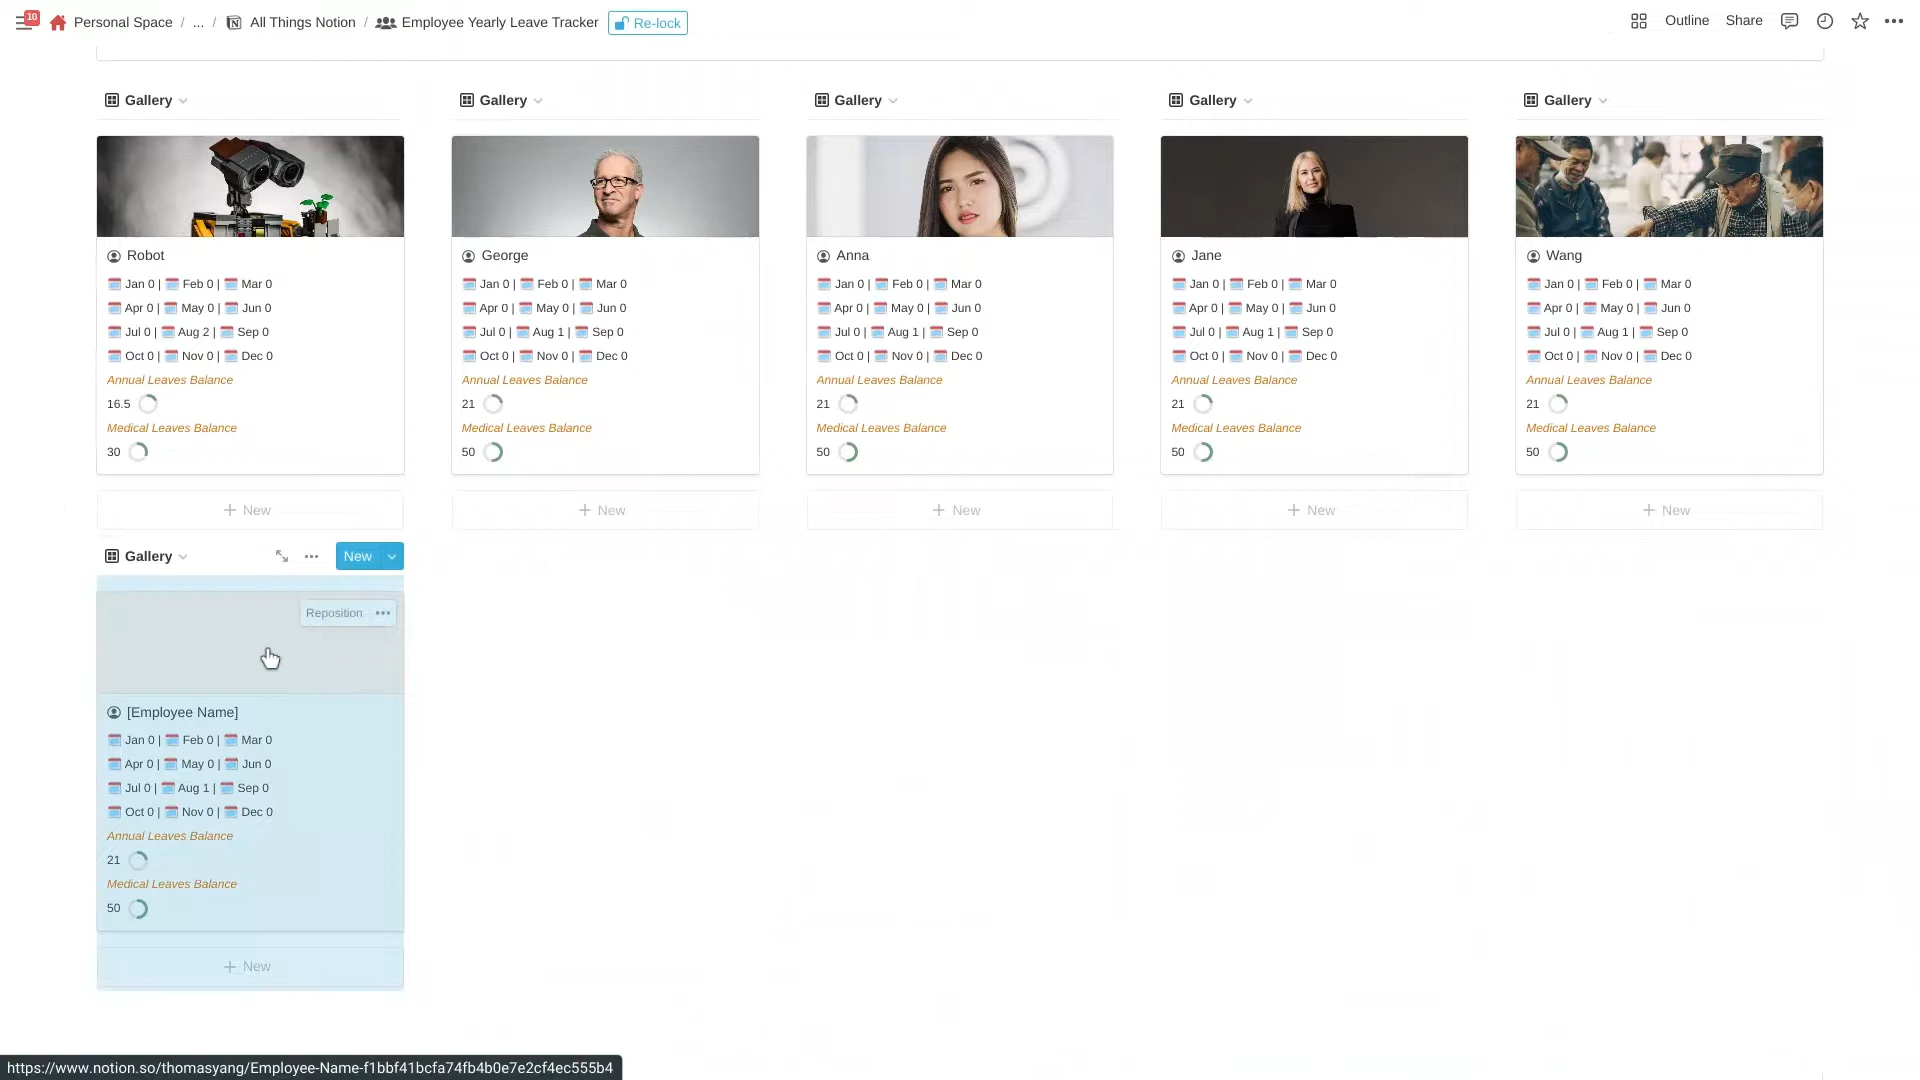 10 Personal Space / ... / All Things Notion / Employee Yearly Leave Tracker Re-lock Outline Share
Gallery Gallery Gallery Gallery Gallery
Robot
Jan 0 | Feb 0 | Mar 0
Apr 0 | May 0 | Jun 0
Jul 0 | Aug 2 | Sep 0
Oct 0 | Nov 0 | Dec 0
Annual Leaves Balance
16.5
Medical Leaves Balance
30
New
George
Jan 0 | Feb 0 | Mar 0
Apr 0 | May 0 | Jun 0
Jul 0 | Aug 1 | Sep 0
Oct 0 | Nov 0 | Dec 0
Annual Leaves Balance
21
Medical Leaves Balance
50
New
Anna
Jan 0 | Feb 0 | Mar 0
Apr 0 | May 0 | Jun 0
Jul 0 | Aug 1 | Sep 0
Oct 0 | Nov 0 | Dec 0
Annual Leaves Balance
21
Medical Leaves Balance
50
New
Jane
Jan 0 | Feb 0 | Mar 0
Apr 0 | May 0 | Jun 0
Jul 0 | Aug 1 | Sep 0
Oct 0 | Nov 0 | Dec 0
Annual Leaves Balance
21
Medical Leaves Balance
50
New
Wang
Jan 0 | Feb 0 | Mar 0
Apr 0 | May 0 | Jun 0
Jul 0 | Aug 1 | Sep 0
Oct 0 | Nov 0 | Dec 0
Annual Leaves Balance
21
Medical Leaves Balance
50
New
Gallery New
Reposition
[Employee Name]
Jan 0 | Feb 0 | Mar 0
Apr 0 | May 0 | Jun 0
Jul 0 | Aug 1 | Sep 0
Oct 0 | Nov 0 | Dec 0
Annual Leaves Balance
21
Medical Leaves Balance
50
New
https://www.notion.so/thomasyang/Employee-Name-f1bbf41bcfa74fb4b0e7e2cf4ec555b4